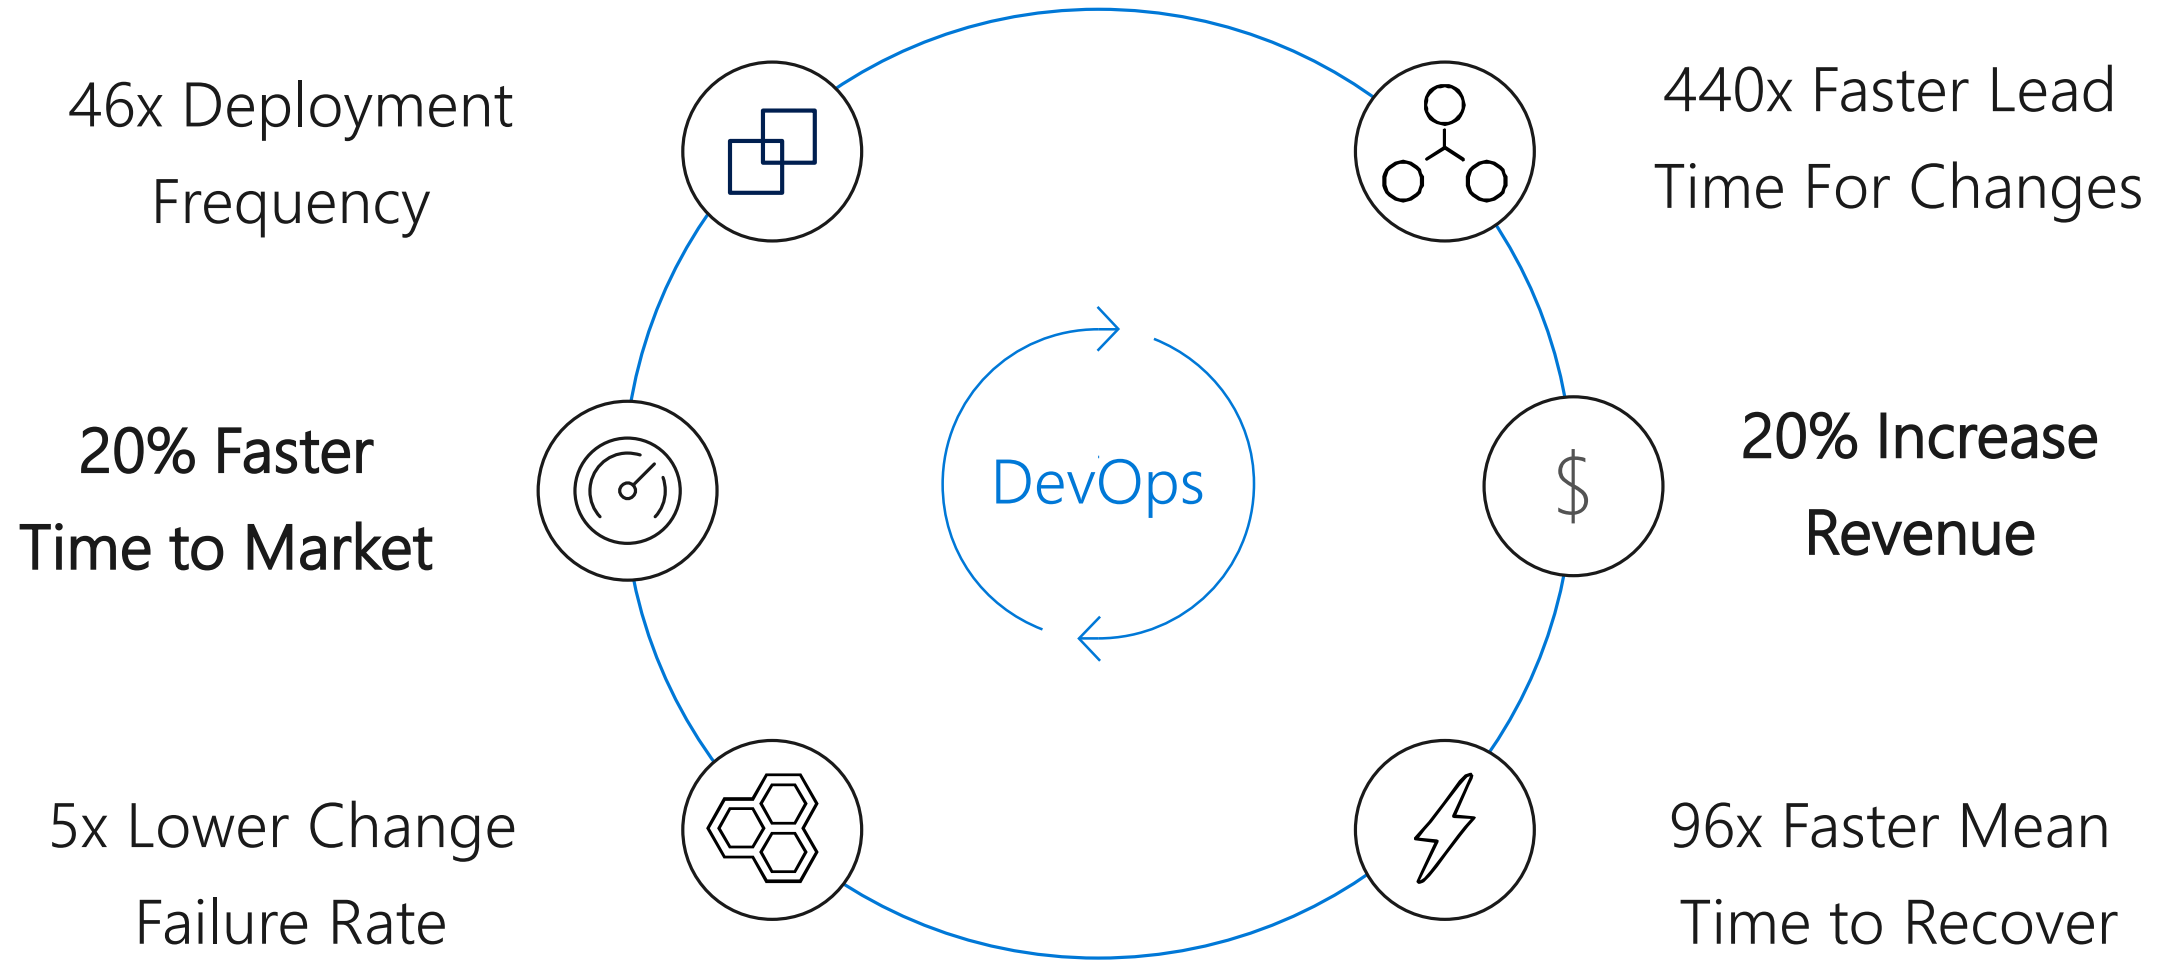 46x Deployment
Frequency
440x Faster Lead
Time For Changes
20% Faster
Time to Market
DevOps
$
20% Increase
Revenue
5x Lower Change
Failure Rate
96x Faster Mean
Time to Recover